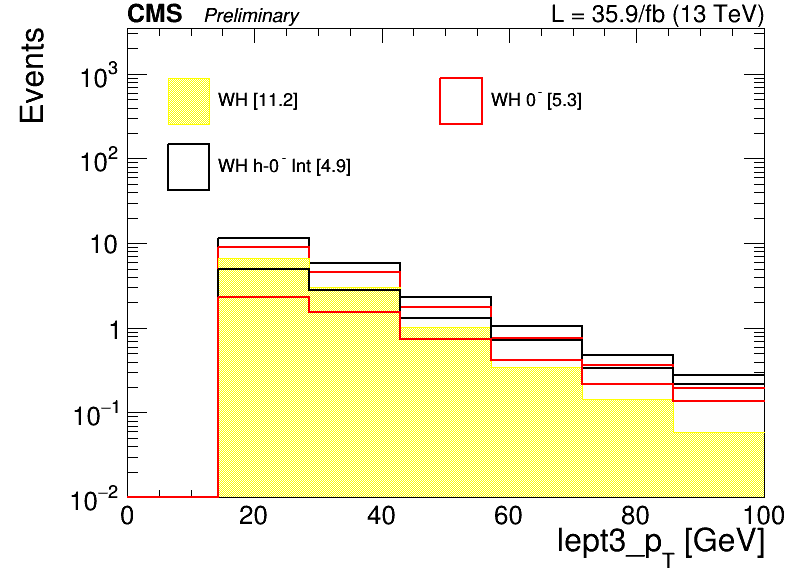 CMS Preliminary L = 35.9/fb (13 TeV)
Events
10³
10²
10
1
10⁻¹
10⁻²
WH [11.2]
WH 0⁻ [5.3]
WH h-0⁻ Int [4.9]
0 20 40 60 80 100
lept3_p_T [GeV]